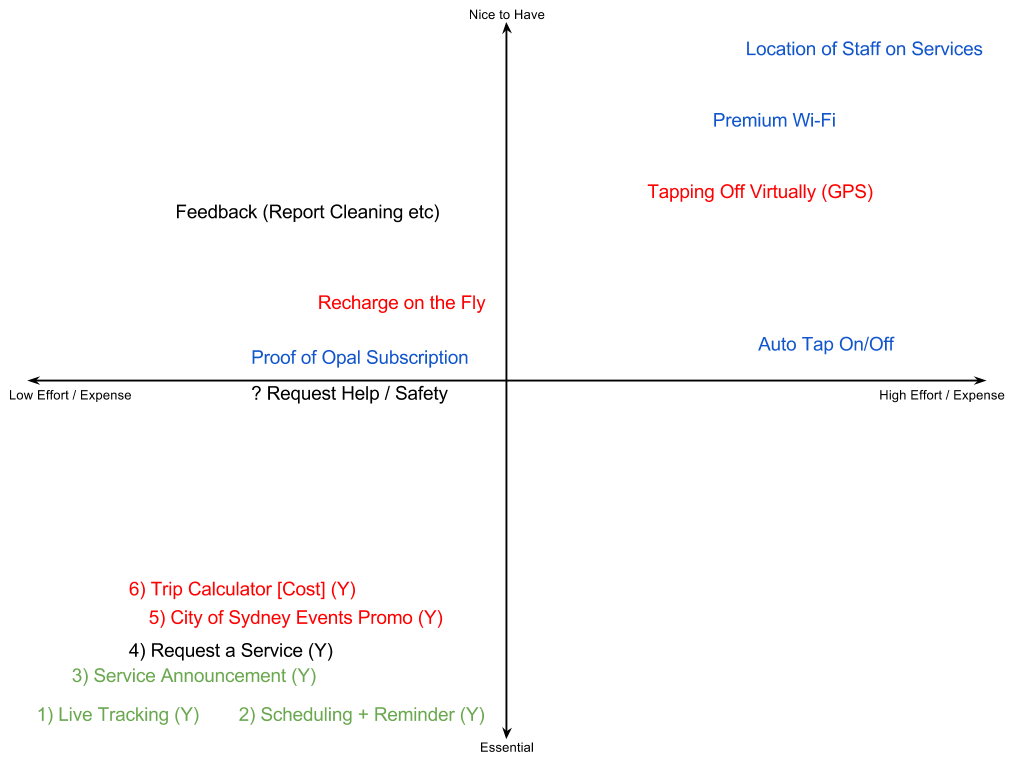 Nice to Have
Location of Staff on Services
Premium Wi-Fi
Tapping Off Virtually (GPS)
Feedback (Report Cleaning etc)
Recharge on the Fly
Auto Tap On/Off
Proof of Opal Subscription
Low Effort / Expense
? Request Help / Safety
High Effort / Expense
6) Trip Calculator [Cost] (Y)
5) City of Sydney Events Promo (Y)
4) Request a Service (Y)
3) Service Announcement (Y)
1) Live Tracking (Y)
2) Scheduling + Reminder (Y)
Essential